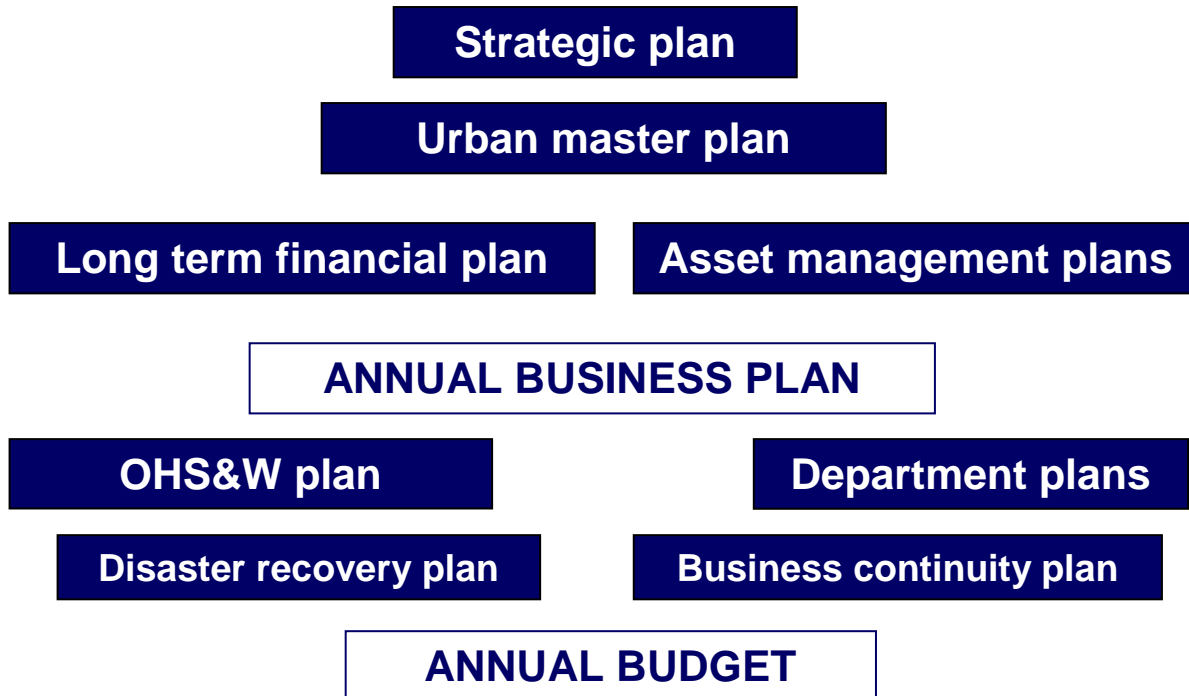 Strategic plan
Urban master plan
Long term financial plan
Asset management plans
ANNUAL BUSINESS PLAN
OHS&W plan
Department plans
Disaster recovery plan
Business continuity plan
ANNUAL BUDGET